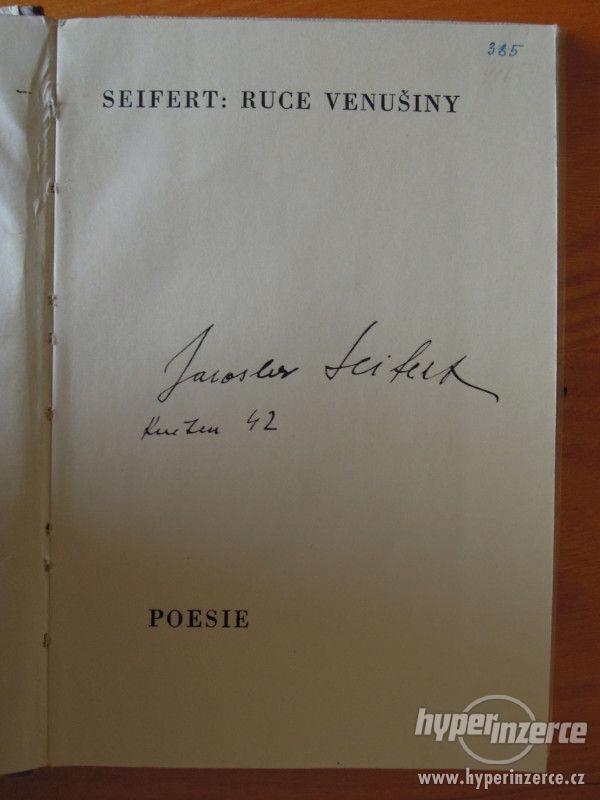 385
SEIFERT: RUCE VENUŠINY
Jaroslav Seifert
Květen 42
POESIE
hyperinzerce
www.hyperinzerce.cz